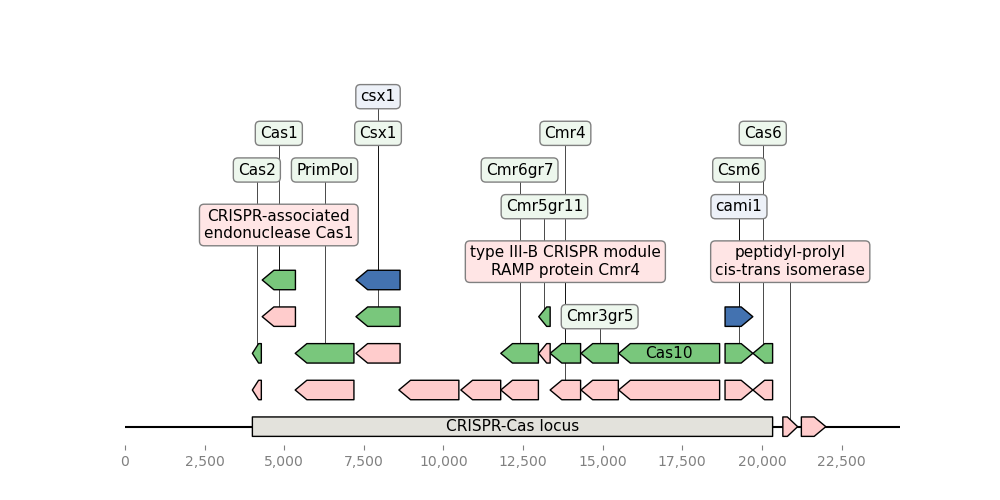 csx1
Cas1
Csx1
Cmr4
Cas6
Cas2
PrimPol
Cmr6gr7
Csm6
Cmr5gr11
cami1
CRISPR-associated
endonuclease Cas1
type III-B CRISPR module
RAMP protein Cmr4
peptidyl-prolyl
cis-trans isomerase
Cmr3gr5
Cas10
CRISPR-Cas locus
0 2,500 5,000 7,500 10,000 12,500 15,000 17,500 20,000 22,500